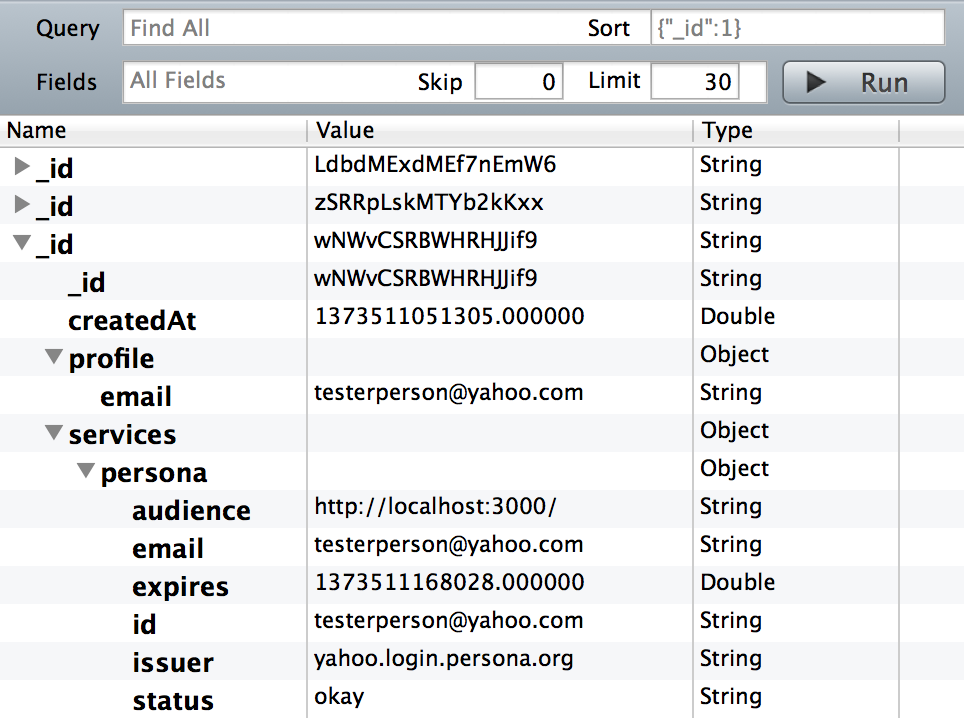 Query Find All Sort {"_id":1}
Fields All Fields Skip 0 Limit 30 Run
Name Value Type
_id LdbdMExdMEf7nEmW6 String
_id zSRRpLskMTYb2kKxx String
_id wNWvCSRBWHRHJJif9 String
_id wNWvCSRBWHRHJJif9 String
createdAt 1373511051305.000000 Double
profile Object
email testerperson@yahoo.com String
services Object
persona Object
audience http://localhost:3000/ String
email testerperson@yahoo.com String
expires 1373511168028.000000 Double
id testerperson@yahoo.com String
issuer yahoo.login.persona.org String
status okay String